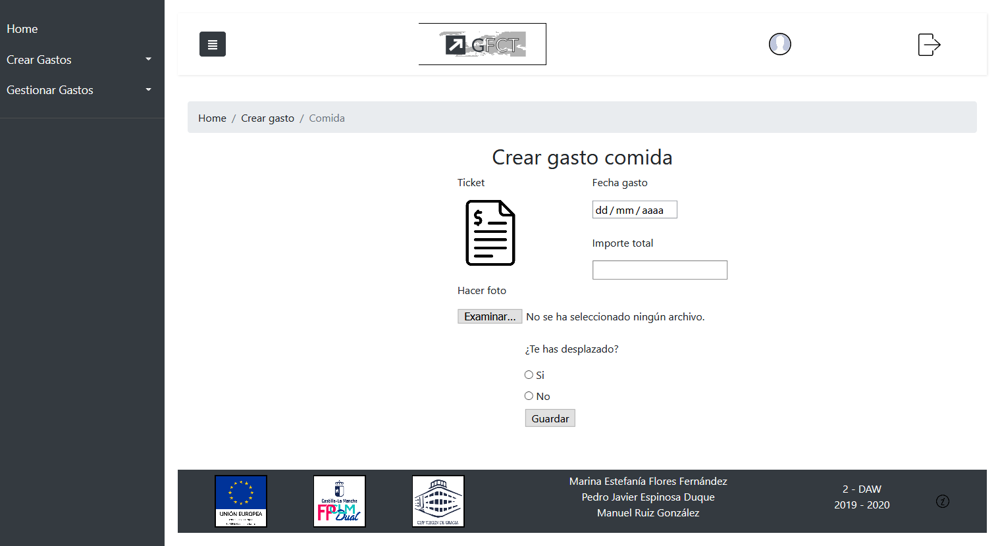 Home
Crear Gastos
Gestionar Gastos
GFCT
Home / Crear gasto / Comida
Crear gasto comida
Ticket
Fecha gasto
$
dd / mm / aaaa
Importe total
Hacer foto
Examinar... No se ha seleccionado ningún archivo.
¿Te has desplazado?
Si
No
Guardar
UNIÓN EUROPEA
Castilla-La Mancha
FPCLM
Dual
CIFP VIRGEN DE GRACIA
Marina Estefanía Flores Fernández
Pedro Javier Espinosa Duque
Manuel Ruiz González
2 - DAW
2019 - 2020
i